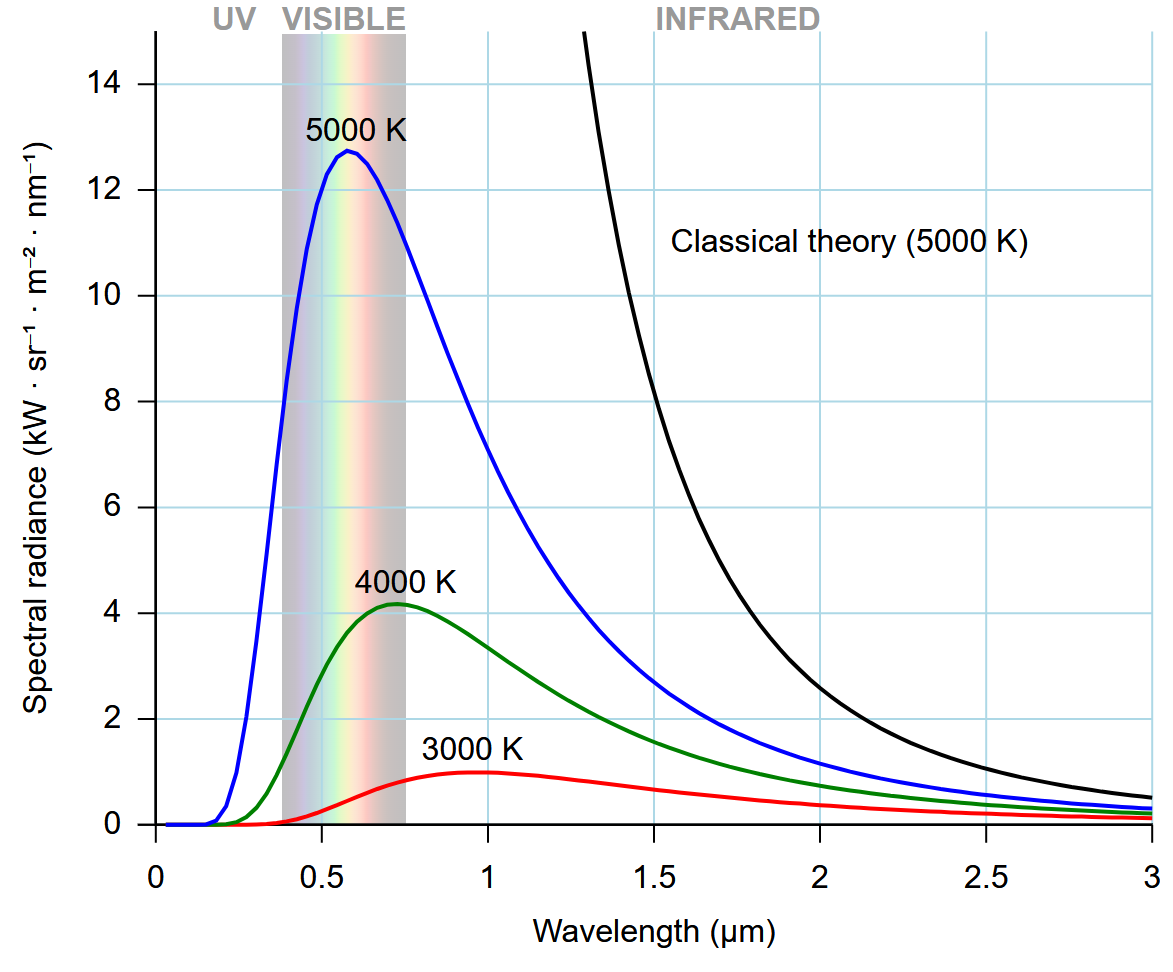 UV VISIBLE INFRARED
14
5000 K
12
Classical theory (5000 K)
10
8
6
4000 K
4
2
3000 K
0
Spectral radiance (kW · sr⁻¹ · m⁻² · nm⁻¹)
0 0.5 1 1.5 2 2.5 3
Wavelength (μm)